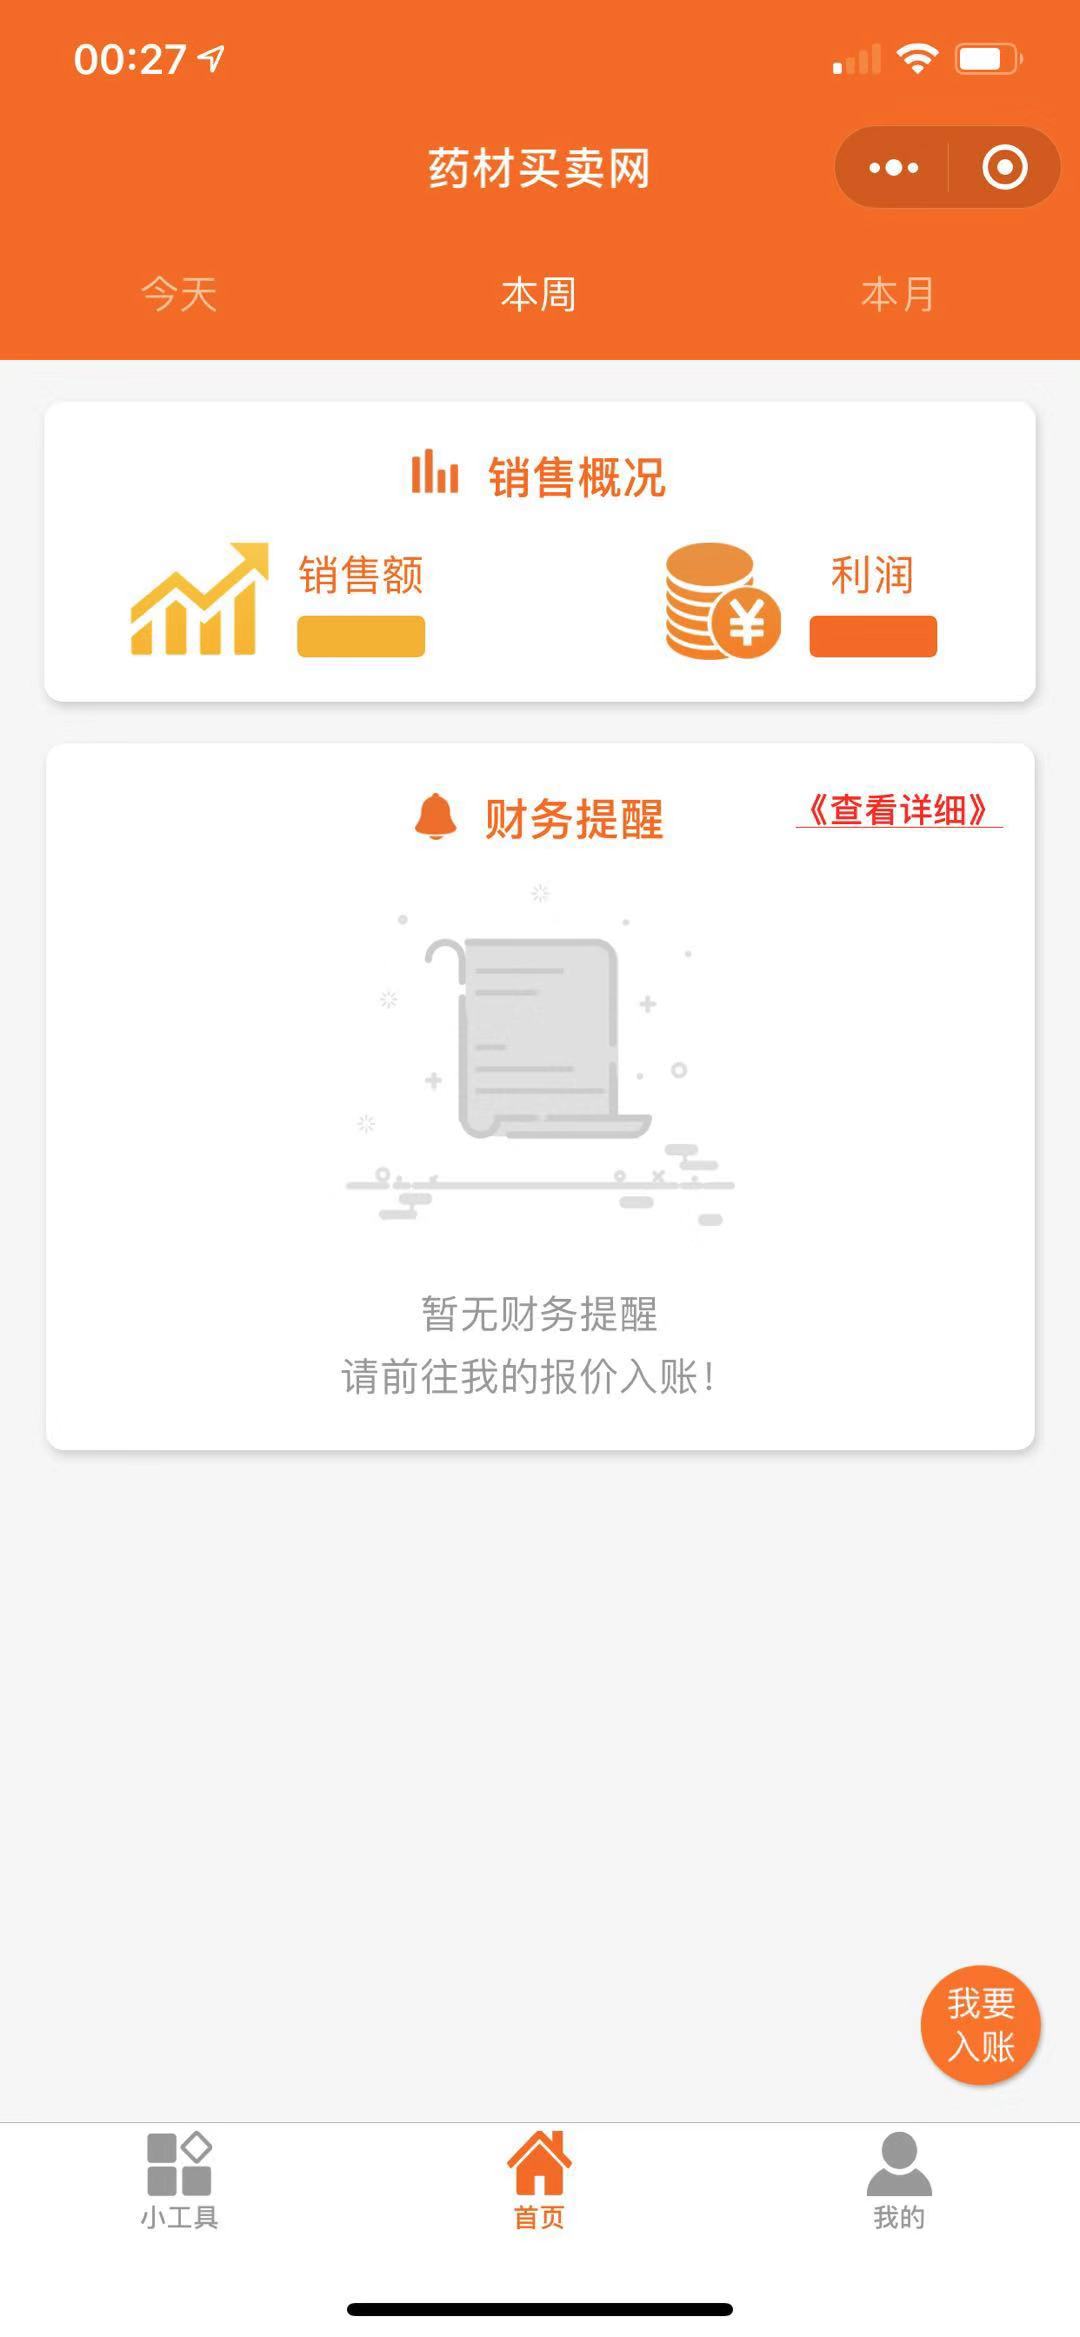 00:27
药材买卖网
今天 本周 本月
销售概况
销售额
利润
¥
财务提醒
《查看详细》
暂无财务提醒
请前往我的报价入账!
我要
入账
小工具 首页 我的